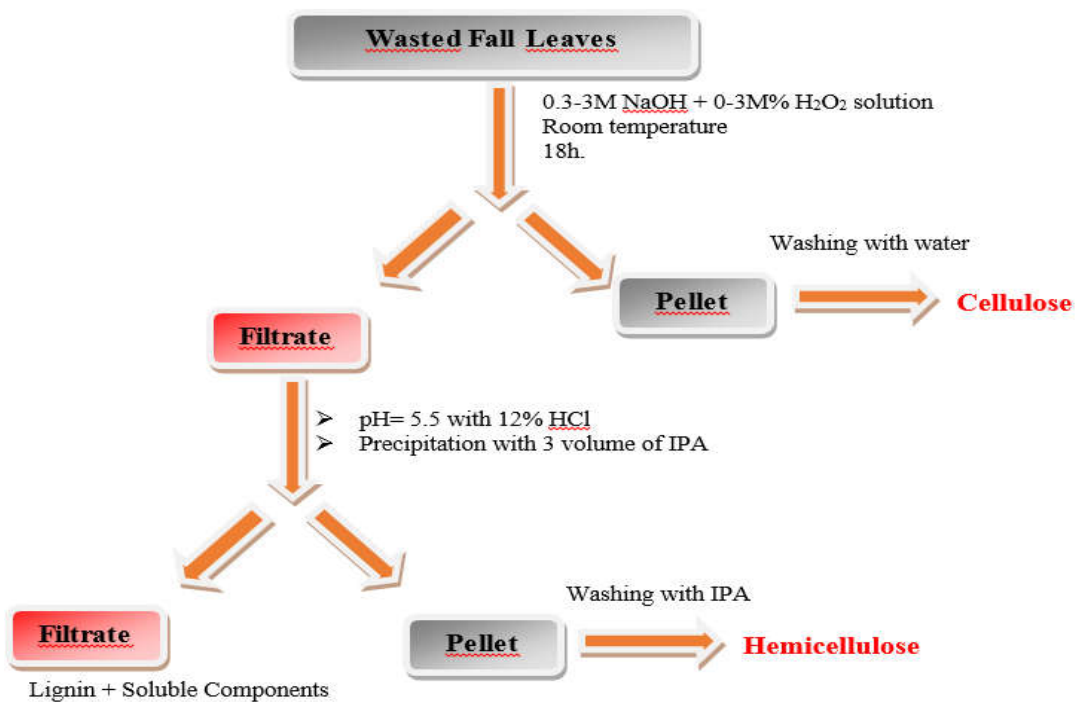 Wasted Fall Leaves
0.3-3M NaOH + 0-3M% H₂O₂ solution
Room temperature
18h.
Washing with water
Pellet
Cellulose
Filtrate
➢ pH= 5.5 with 12% HCl
➢ Precipitation with 3 volume of IPA
Washing with IPA
Filtrate
Pellet
Hemicellulose
Lignin + Soluble Components